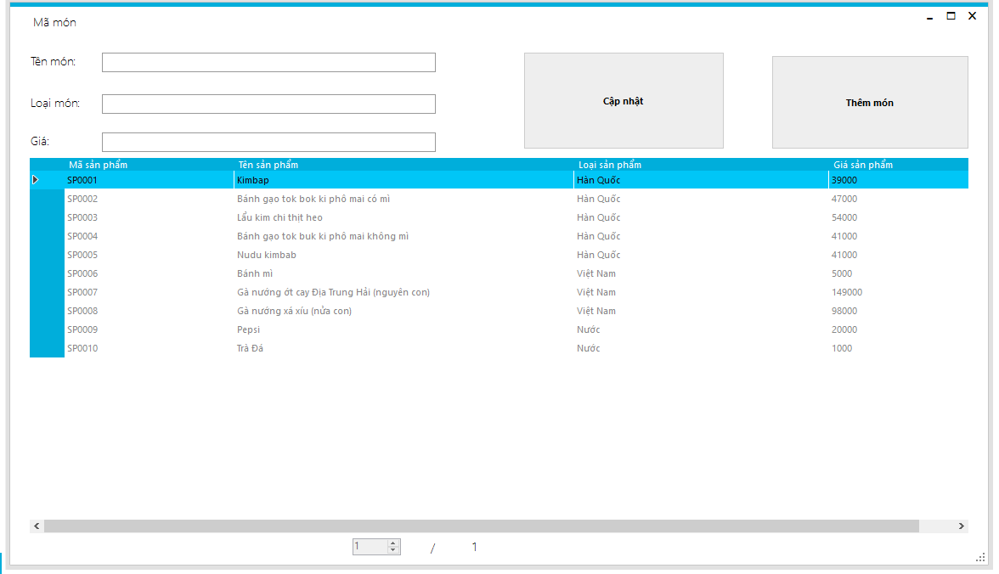 Mã món
Tên món:
Loại món:
Giá:
Cập nhật
Thêm món
Mã sản phẩm Tên sản phẩm Loại sản phẩm Giá sản phẩm
SP0001 Kimbap Hàn Quốc 39000
SP0002 Bánh gạo tok bok ki phô mai có mì Hàn Quốc 47000
SP0003 Lẩu kim chi thịt heo Hàn Quốc 54000
SP0004 Bánh gạo tok buk ki phô mai không mì Hàn Quốc 41000
SP0005 Nudu kimbab Hàn Quốc 41000
SP0006 Bánh mì Việt Nam 5000
SP0007 Gà nướng ớt cay Địa Trung Hải (nguyên con) Việt Nam 149000
SP0008 Gà nướng xá xíu (nửa con) Việt Nam 98000
SP0009 Pepsi Nước 20000
SP0010 Trà Đá Nước 1000
1 / 1